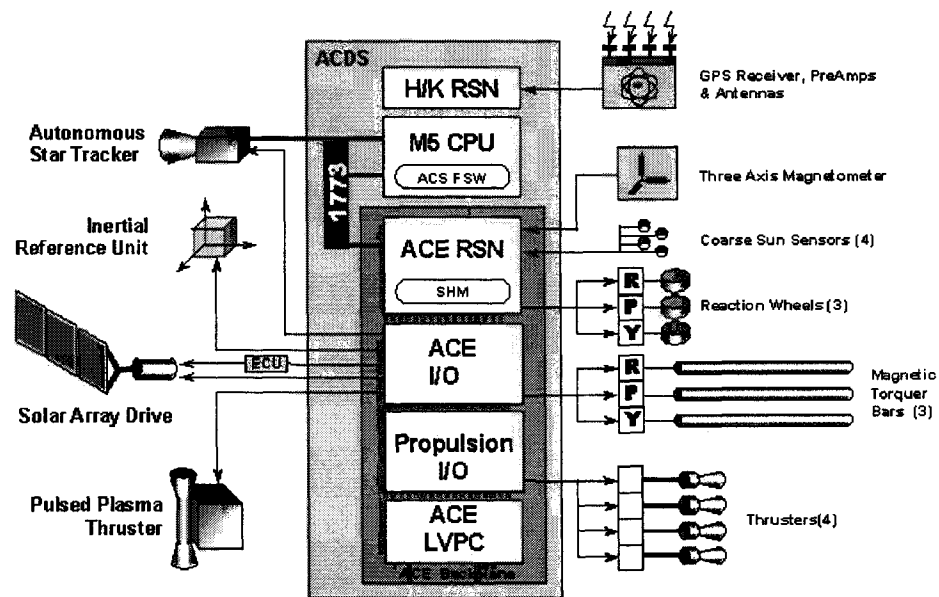 ACDS
H/K RSN
GPS Receiver, PreAmps
& Antennas
Autonomous
Star Tracker
M5 CPU
ACS FSW
1773
Three Axis Magnetometer
Inertial
Reference Unit
ACE RSN
SHM
Coarse Sun Sensors (4)
R
P
Y
Reaction Wheels (3)
ECU
ACE
I/O
Solar Array Drive
R
P
Y
Magnetic
Torquer
Bars (3)
Propulsion
I/O
Pulsed Plasma
Thruster
Thrusters(4)
ACE
LVPC
ACE Backplane